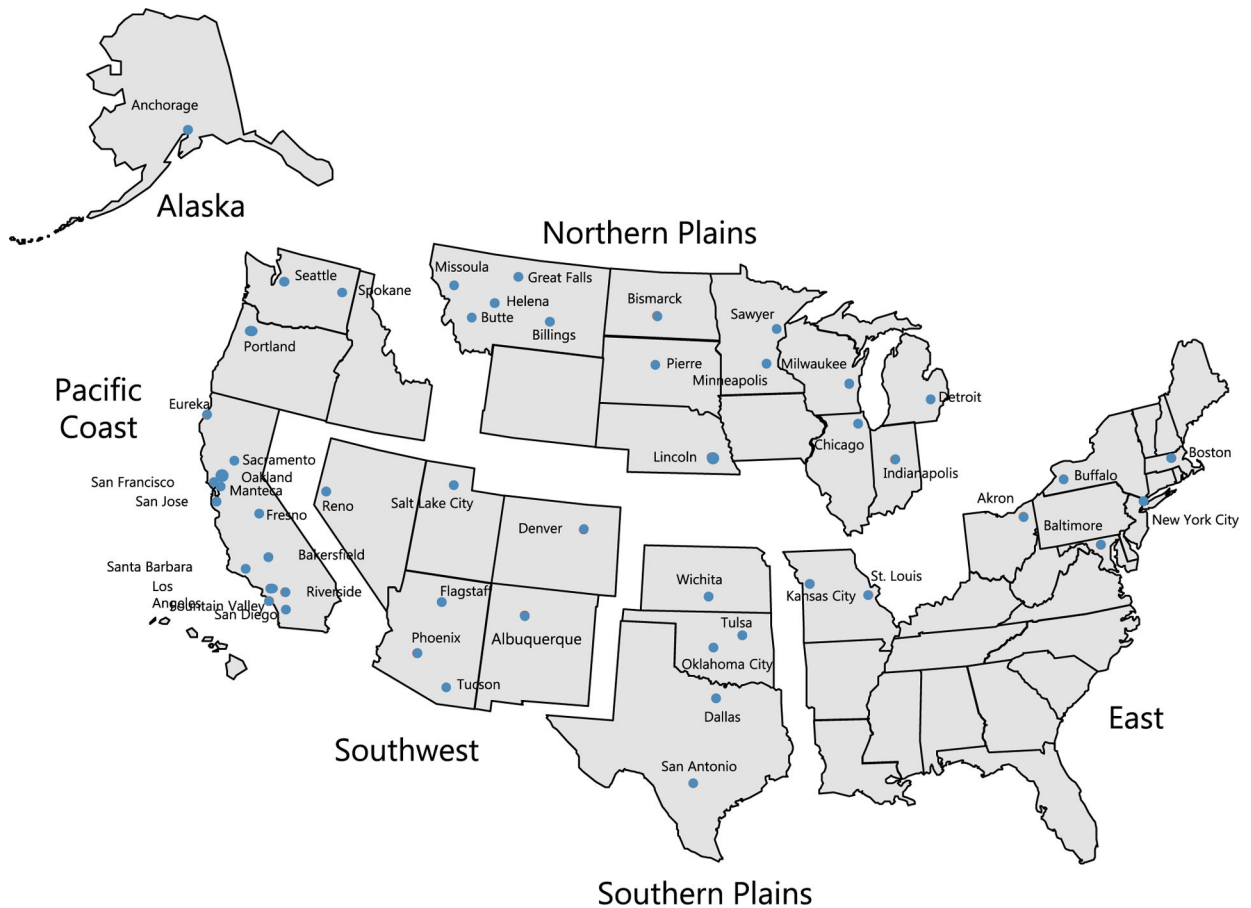 Anchorage
Alaska
Northern Plains
Seattle
Spokane
Portland
Missoula
Great Falls
Helena
Butte
Billings
Bismarck
Sawyer
Pierre
Minneapolis
Milwaukee
Detroit
Lincoln
Chicago
Indianapolis
Pacific
Coast
Eureka
Sacramento
Oakland
San Francisco
Manteca
San Jose
Fresno
Bakersfield
Santa Barbara
Los
Angeles
Riverside
Fountain Valley
San Diego
Reno
Salt Lake City
Denver
Flagstaff
Phoenix
Albuquerque
Tucson
Southwest
Wichita
Tulsa
Oklahoma City
Dallas
San Antonio
Southern Plains
Kansas City
St. Louis
Akron
Buffalo
Boston
New York City
Baltimore
East